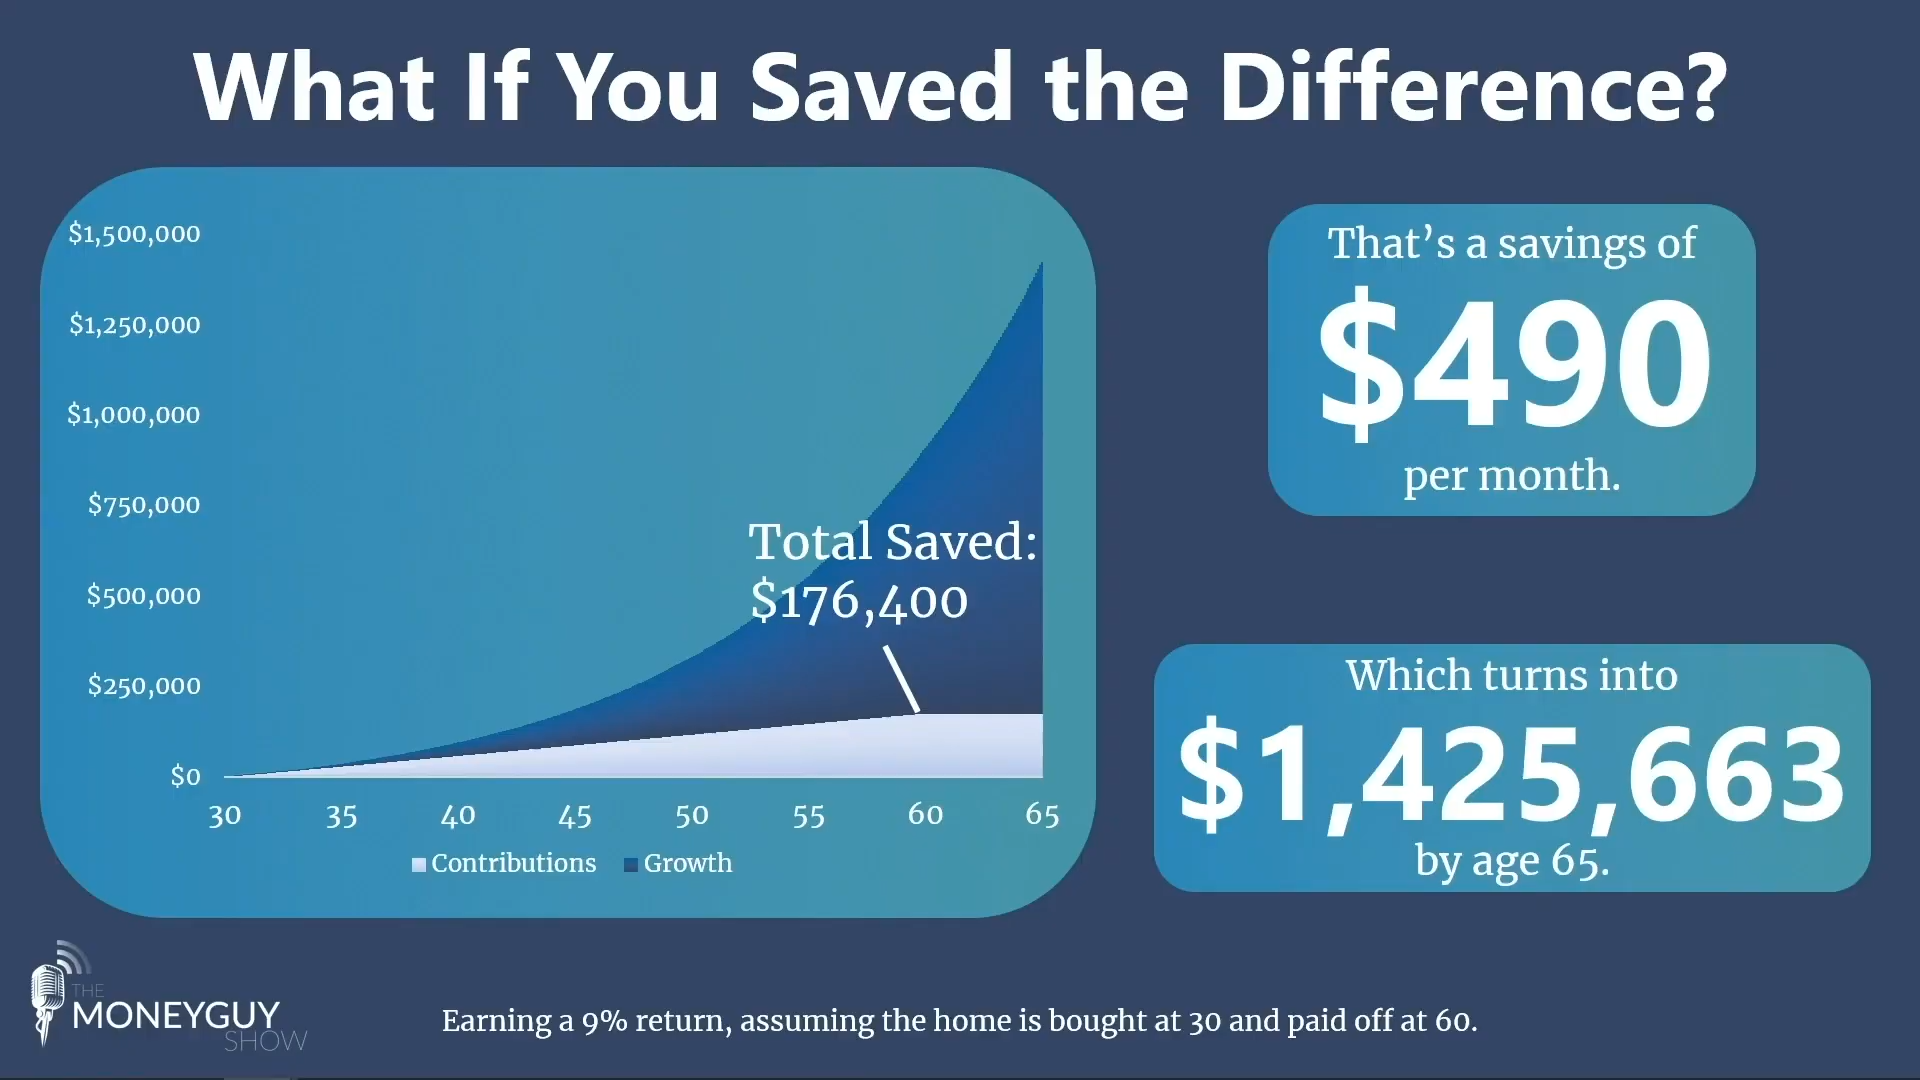 What If You Saved the Difference?
$1,500,000
$1,250,000
$1,000,000
$750,000
$500,000
$250,000
$0
Total Saved:
$176,400
30 35 40 45 50 55 60 65
Contributions Growth
That's a savings of
$490
per month.
Which turns into
$1,425,663
by age 65.
THE
MONEYGUY
SHOW
Earning a 9% return, assuming the home is bought at 30 and paid off at 60.